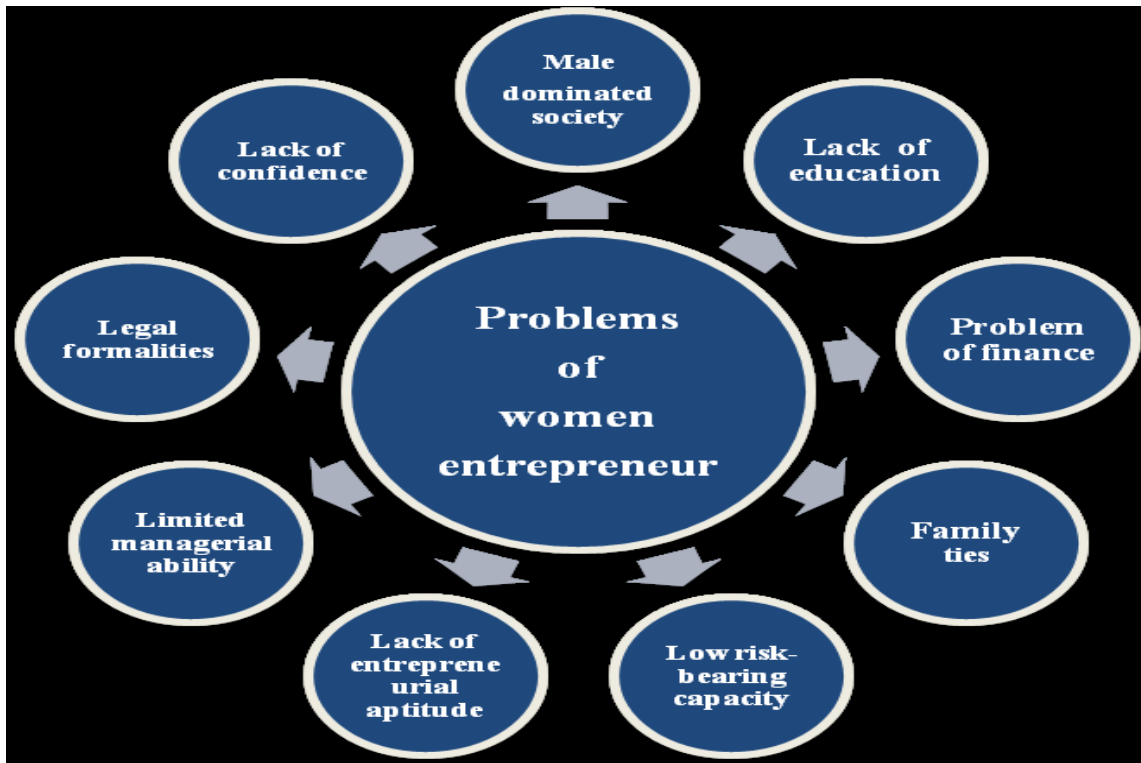 Problems
of
women
entrepreneur
Male
dominated
society
Lack of
education
Problem
of finance
Family
ties
Low risk-
bearing
capacity
Lack of
entreprene
urial
aptitude
Limited
managerial
ability
Legal
formalities
Lack of
confidence